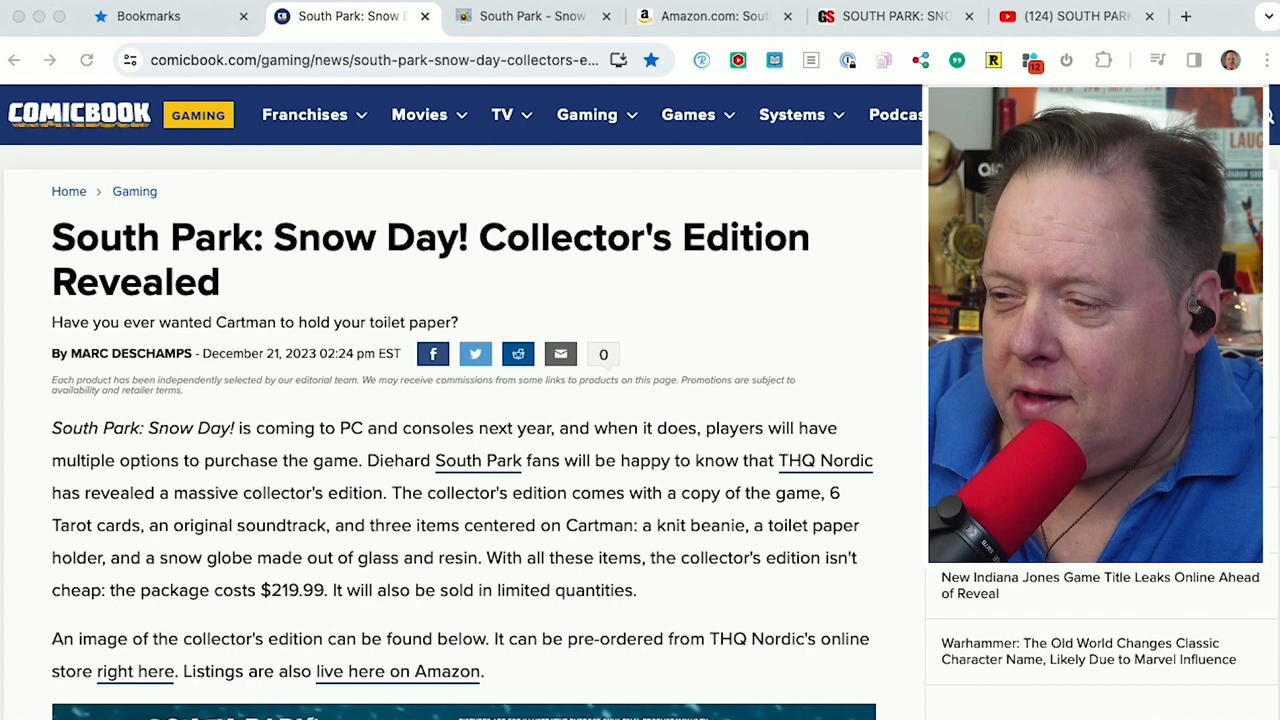 Bookmarks
South Park: Snow D
South Park - Snow
Amazon.com: Sout
SOUTH PARK: SNO
(124) SOUTH PARK
comicbook.com/gaming/news/south-park-snow-day-collectors-e...
12
COMICBOOK
GAMING
Franchises
Movies
TV
Gaming
Games
Systems
Podcas
LAUG
Home > Gaming
South Park: Snow Day! Collector's Edition
Revealed
Have you ever wanted Cartman to hold your toilet paper?
By MARC DESCHAMPS - December 21, 2023 02:24 pm EST
0
Each product has been independently selected by our editorial team. We may receive commissions from some links to products on this page. Promotions are subject to
availability and retailer terms.
South Park: Snow Day! is coming to PC and consoles next year, and when it does, players will have
multiple options to purchase the game. Diehard South Park fans will be happy to know that THQ Nordic
has revealed a massive collector's edition. The collector's edition comes with a copy of the game, 6
Tarot cards, an original soundtrack, and three items centered on Cartman: a knit beanie, a toilet paper
holder, and a snow globe made out of glass and resin. With all these items, the collector's edition isn't
cheap: the package costs $219.99. It will also be sold in limited quantities.
An image of the collector's edition can be found below. It can be pre-ordered from THQ Nordic's online
store right here. Listings are also live here on Amazon.
New Indiana Jones Game Title Leaks Online Ahead
of Reveal
Warhammer: The Old World Changes Classic
Character Name, Likely Due to Marvel Influence